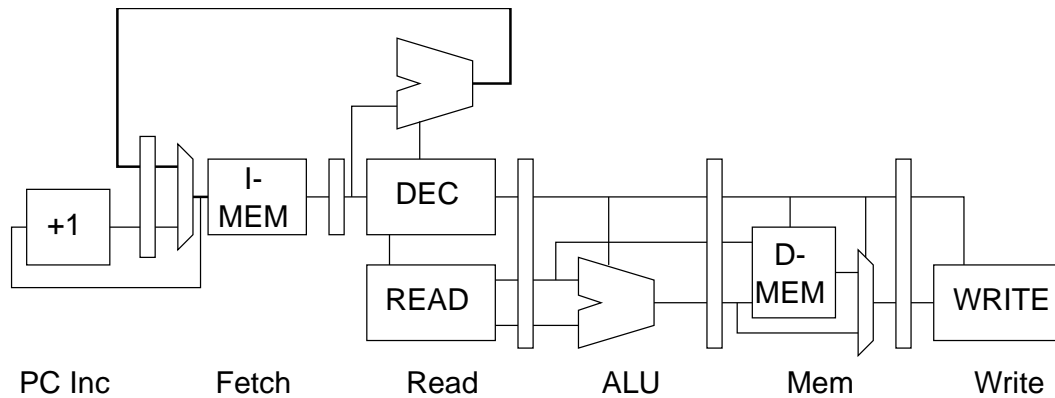 +1
I-
MEM
DEC
READ
D-
MEM
WRITE
PC Inc
Fetch
Read
ALU
Mem
Write